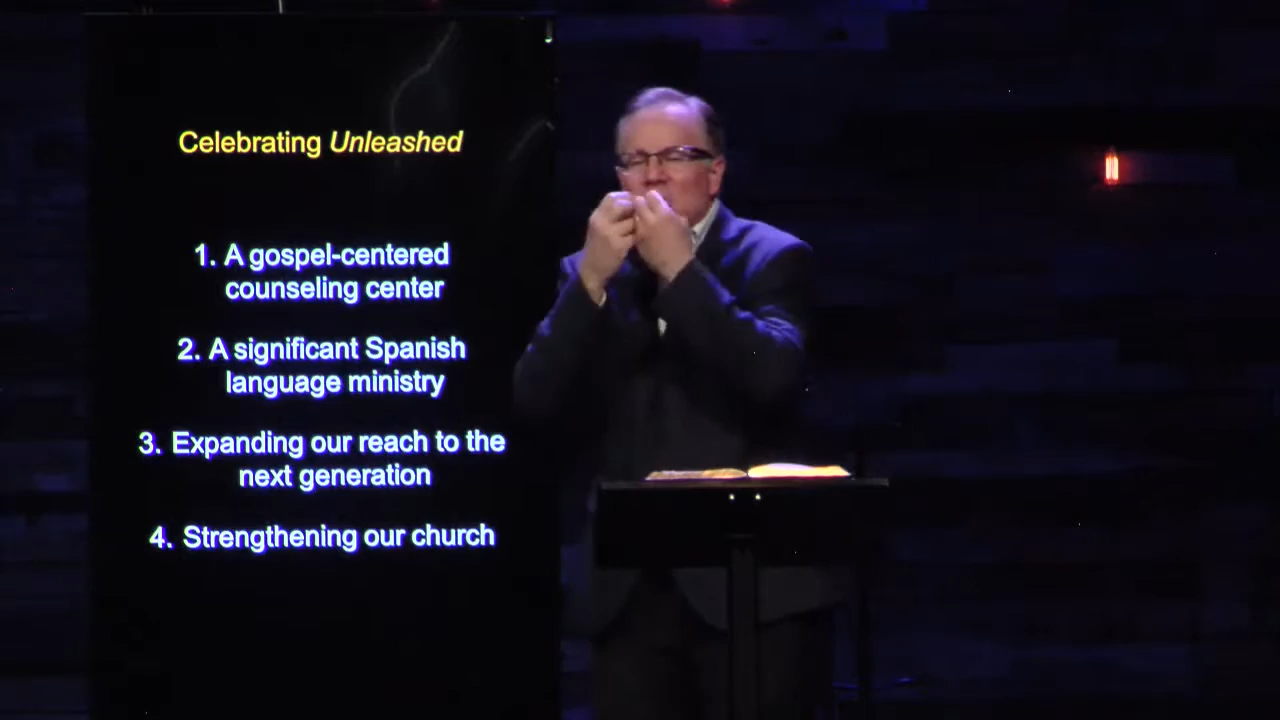 Celebrating Unleashed
1. A gospel-centered
counseling center
2. A significant Spanish
language ministry
3. Expanding our reach to the
next generation
4. Strengthening our church